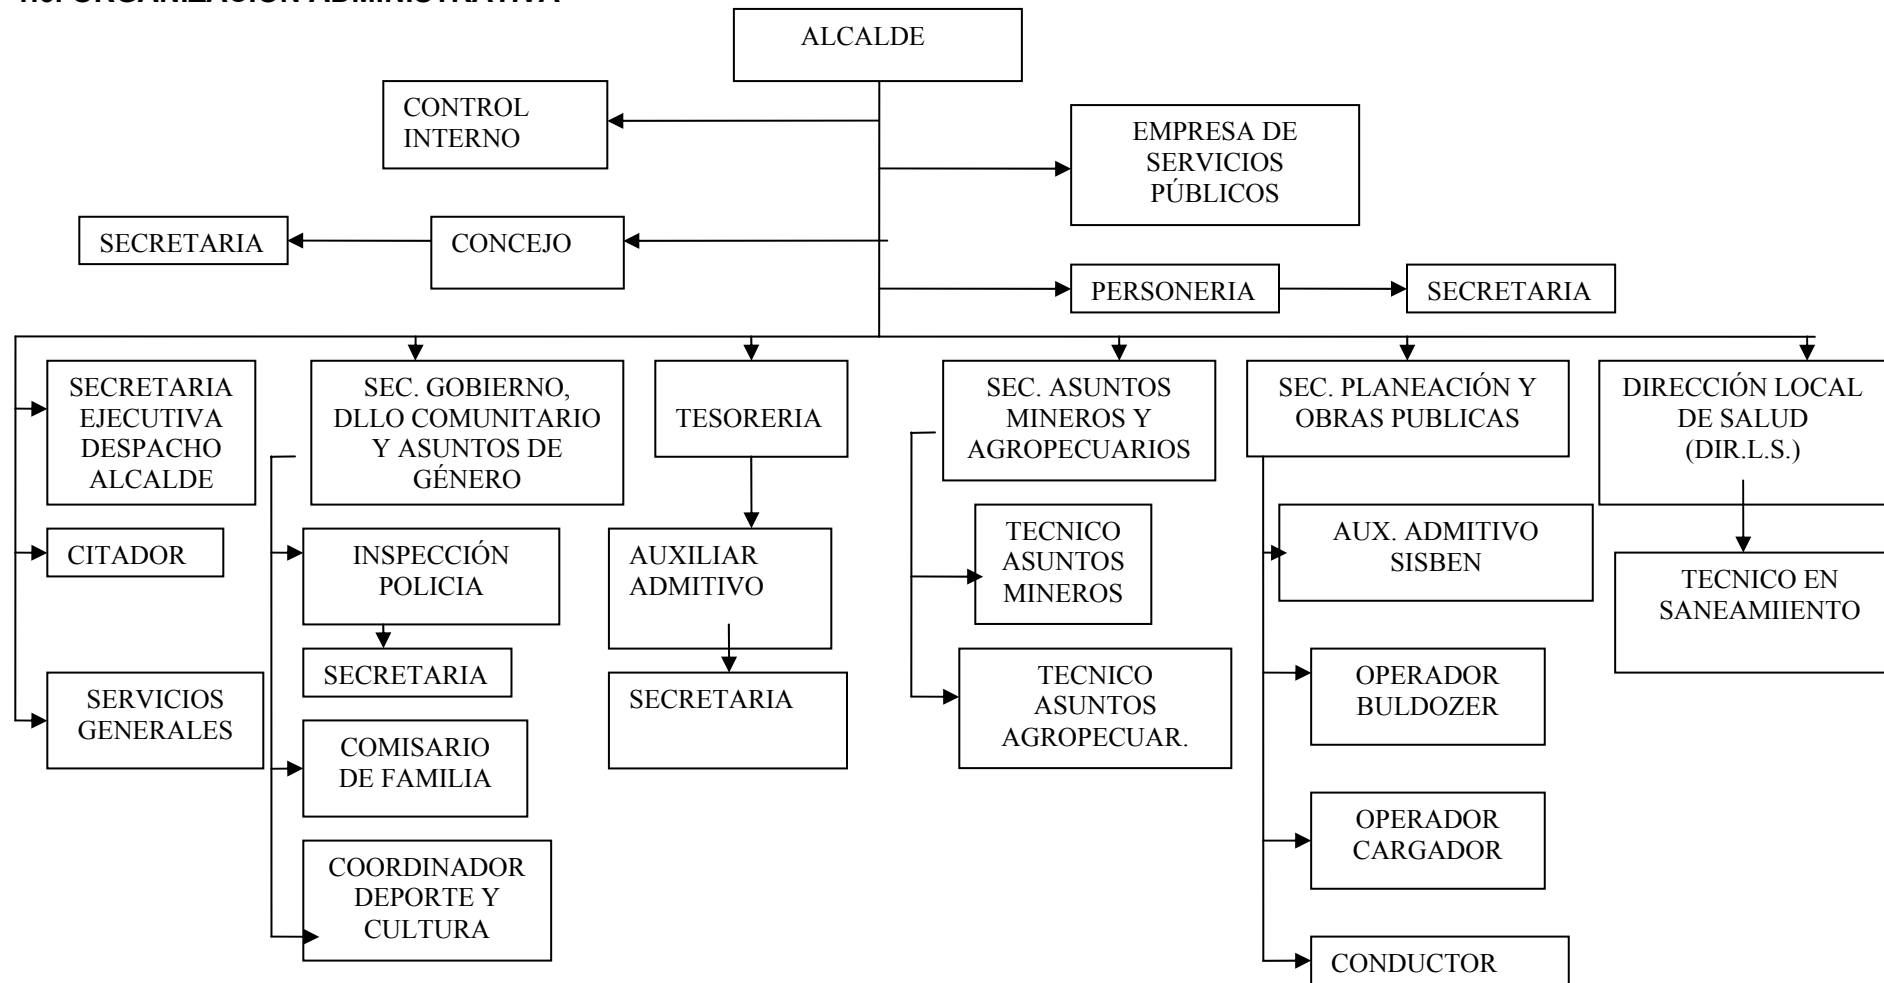 ORGANIZACIÓN ADMINISTRATIVA
ALCALDE
CONTROL
INTERNO
EMPRESA DE
SERVICIOS
PÚBLICOS
SECRETARIA
CONCEJO
PERSONERIA
SECRETARIA
SECRETARIA
EJECUTIVA
DESPACHO
ALCALDE
SEC. GOBIERNO,
DLLO COMUNITARIO
Y ASUNTOS DE
GÉNERO
TESORERIA
SEC. ASUNTOS
MINEROS Y
AGROPECUARIOS
SEC. PLANEACIÓN Y
OBRAS PUBLICAS
DIRECCIÓN LOCAL
DE SALUD
(DIR.L.S.)
CITADOR
INSPECCIÓN
POLICIA
AUXILIAR
ADMITIVO
TECNICO
ASUNTOS
MINEROS
AUX. ADMITIVO
SISBEN
TECNICO EN
SANEAMIIENTO
SERVICIOS
GENERALES
SECRETARIA
SECRETARIA
TECNICO
ASUNTOS
AGROPECUAR.
OPERADOR
BULDOZER
COMISARIO
DE FAMILIA
OPERADOR
CARGADOR
COORDINADOR
DEPORTE Y
CULTURA
CONDUCTOR